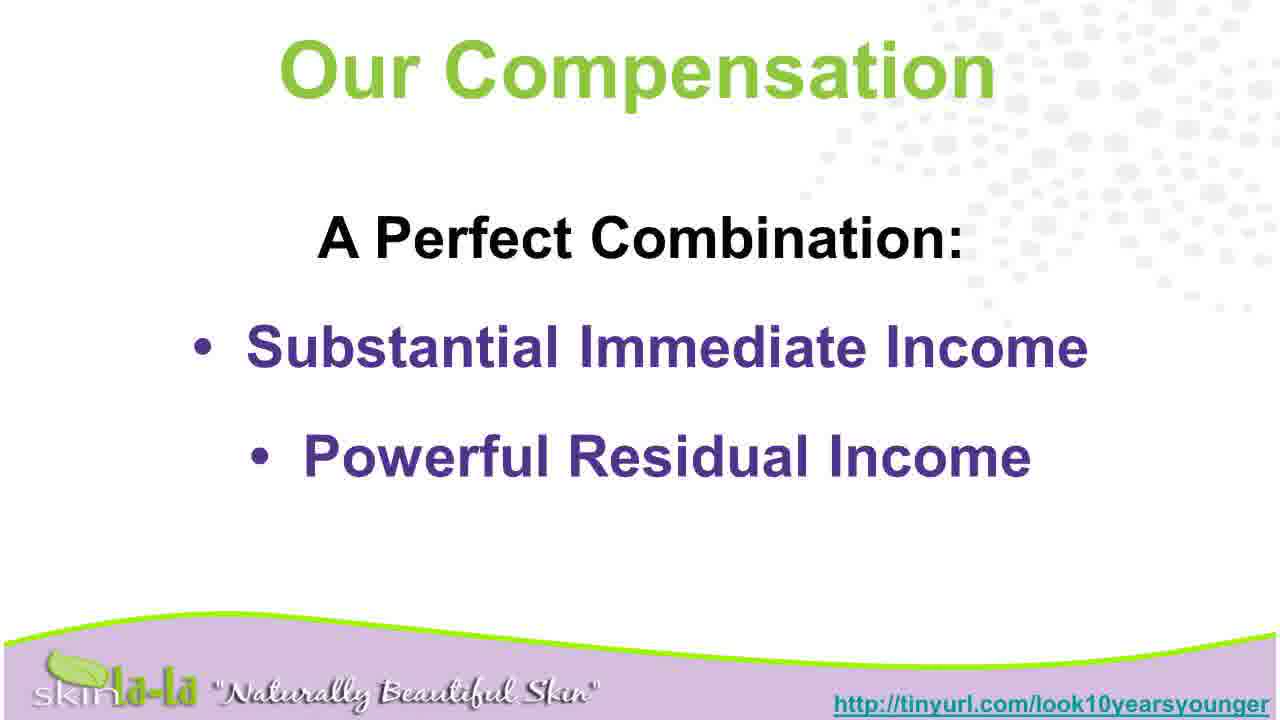 Our Compensation
A Perfect Combination:
• Substantial Immediate Income
• Powerful Residual Income
skin la-la "Naturally Beautiful Skin"
http://tinyurl.com/look10yearsyounger